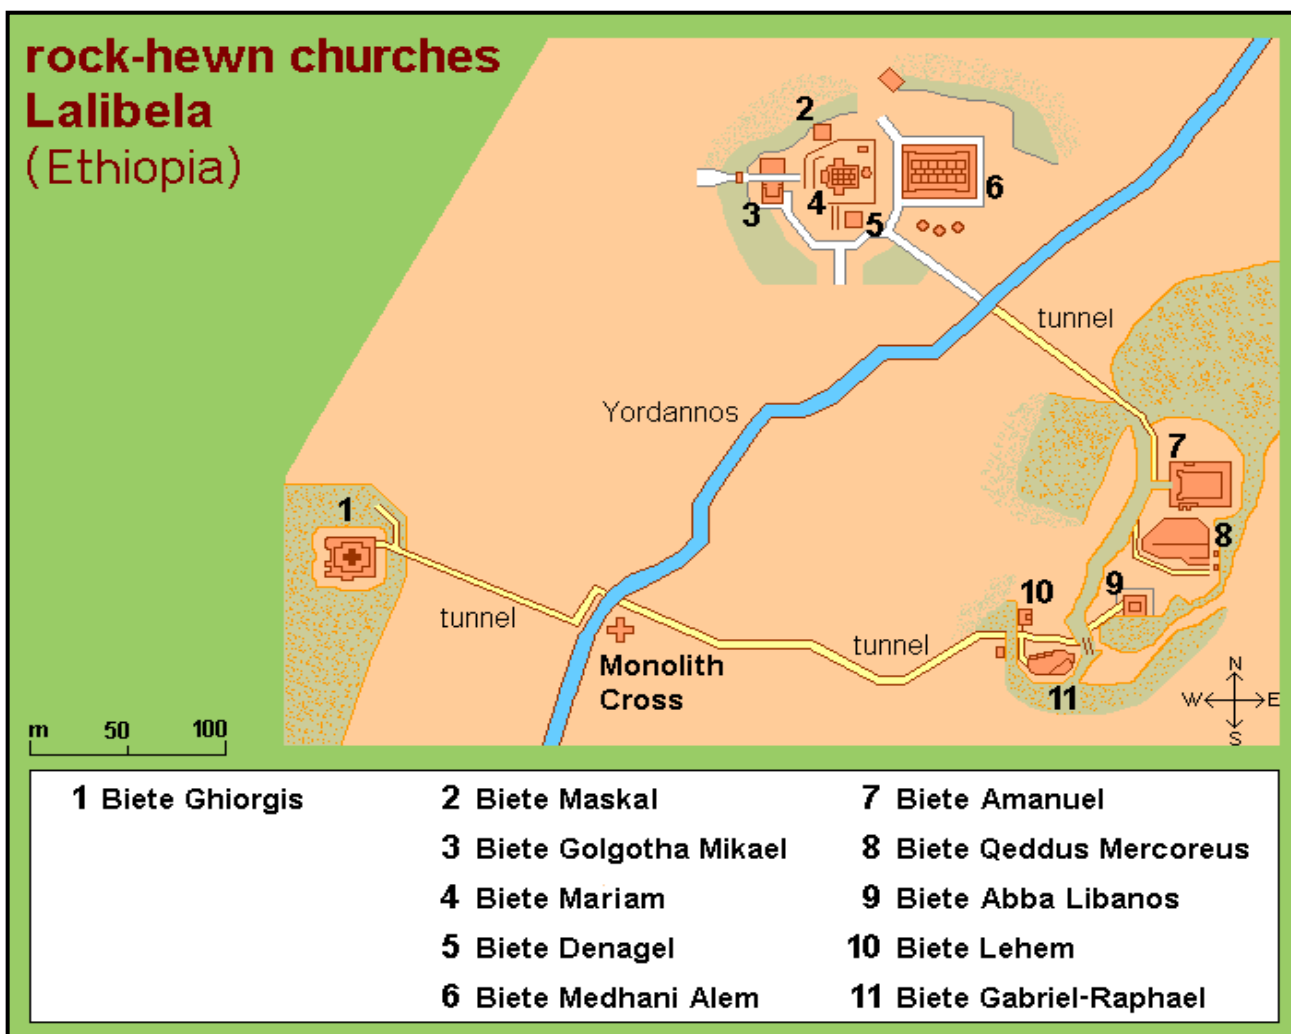 rock-hewn churches
Lalibela
(Ethiopia)
2
6
3
4
5
tunnel
Yordannos
7
1
8
9
10
tunnel
tunnel
Monolith
Cross
11
N
W E
S
m 50 100
1 Biete Ghiorgis
2 Biete Maskal
3 Biete Golgotha Mikael
4 Biete Mariam
5 Biete Denagel
6 Biete Medhani Alem
7 Biete Amanuel
8 Biete Qeddus Mercoreus
9 Biete Abba Libanos
10 Biete Lehem
11 Biete Gabriel-Raphael